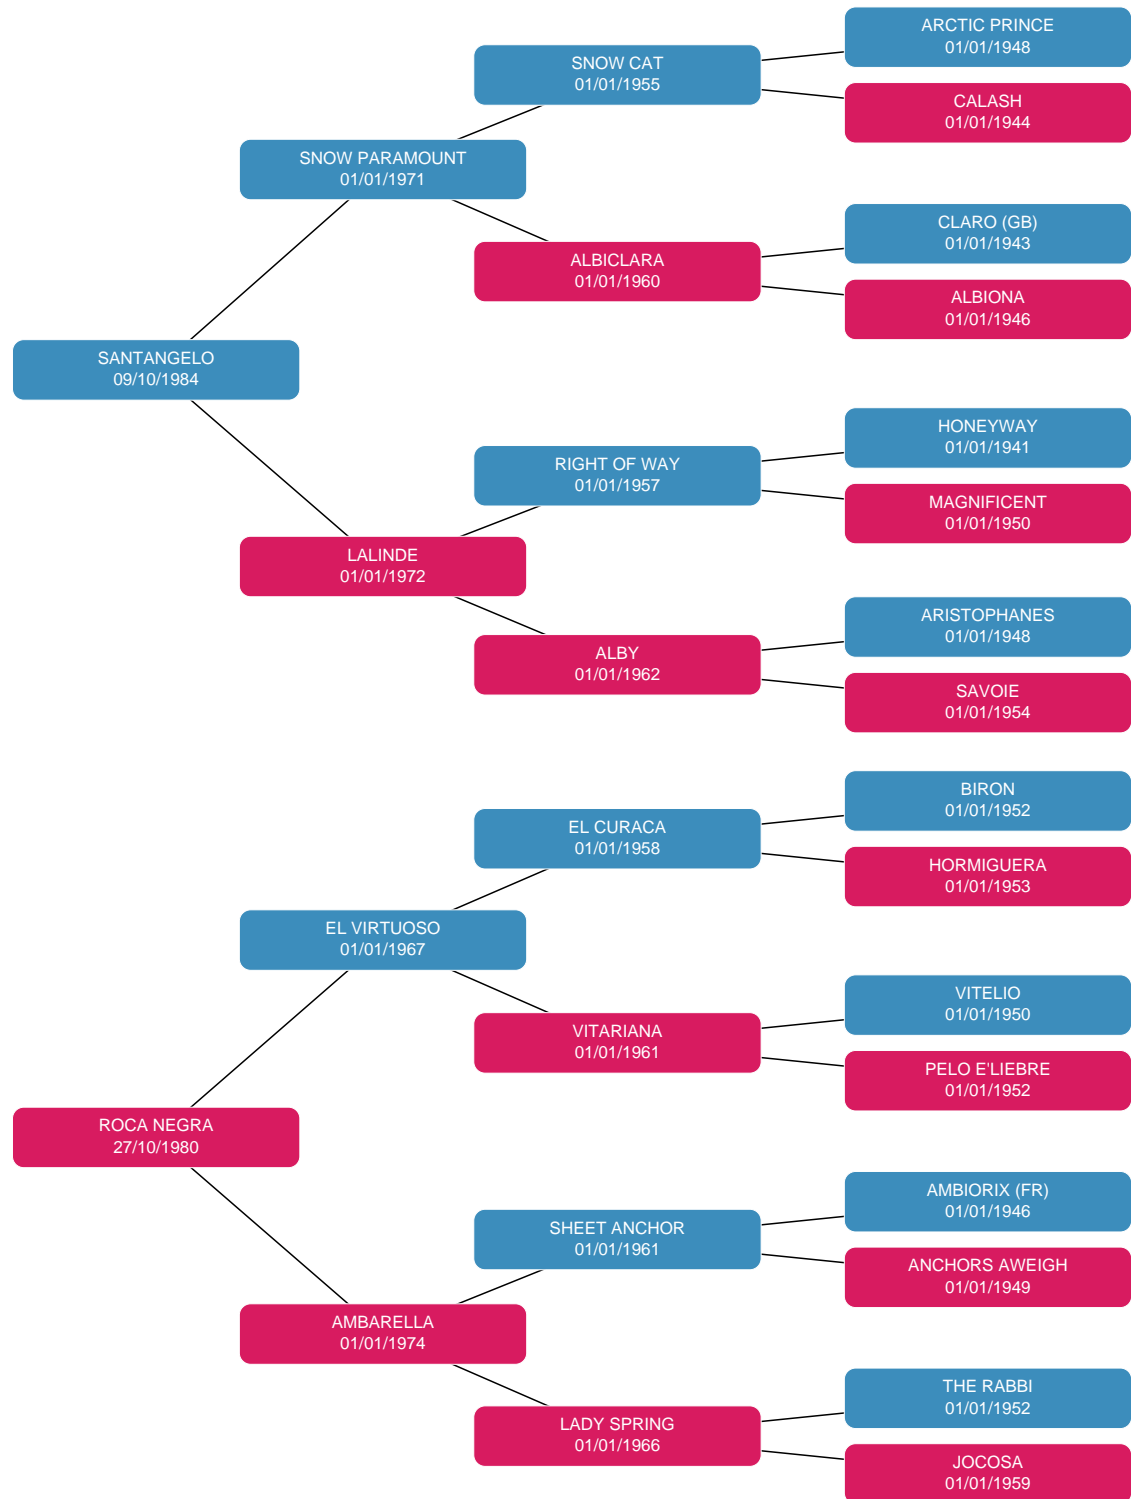 ARCTIC PRINCE
01/01/1948
SNOW CAT
01/01/1955
CALASH
01/01/1944
SNOW PARAMOUNT
01/01/1971
CLARO (GB)
01/01/1943
ALBICLARA
01/01/1960
ALBIONA
01/01/1946
SANTANGELO
09/10/1984
HONEYWAY
01/01/1941
RIGHT OF WAY
01/01/1957
MAGNIFICENT
01/01/1950
LALINDE
01/01/1972
ARISTOPHANES
01/01/1948
ALBY
01/01/1962
SAVOIE
01/01/1954
BIRON
01/01/1952
EL CURACA
01/01/1958
HORMIGUERA
01/01/1953
EL VIRTUOSO
01/01/1967
VITELIO
01/01/1950
VITARIANA
01/01/1961
PELO E'LIEBRE
01/01/1952
ROCA NEGRA
27/10/1980
AMBIORIX (FR)
01/01/1946
SHEET ANCHOR
01/01/1961
ANCHORS AWEIGH
01/01/1949
AMBARELLA
01/01/1974
THE RABBI
01/01/1952
LADY SPRING
01/01/1966
JOCOSA
01/01/1959